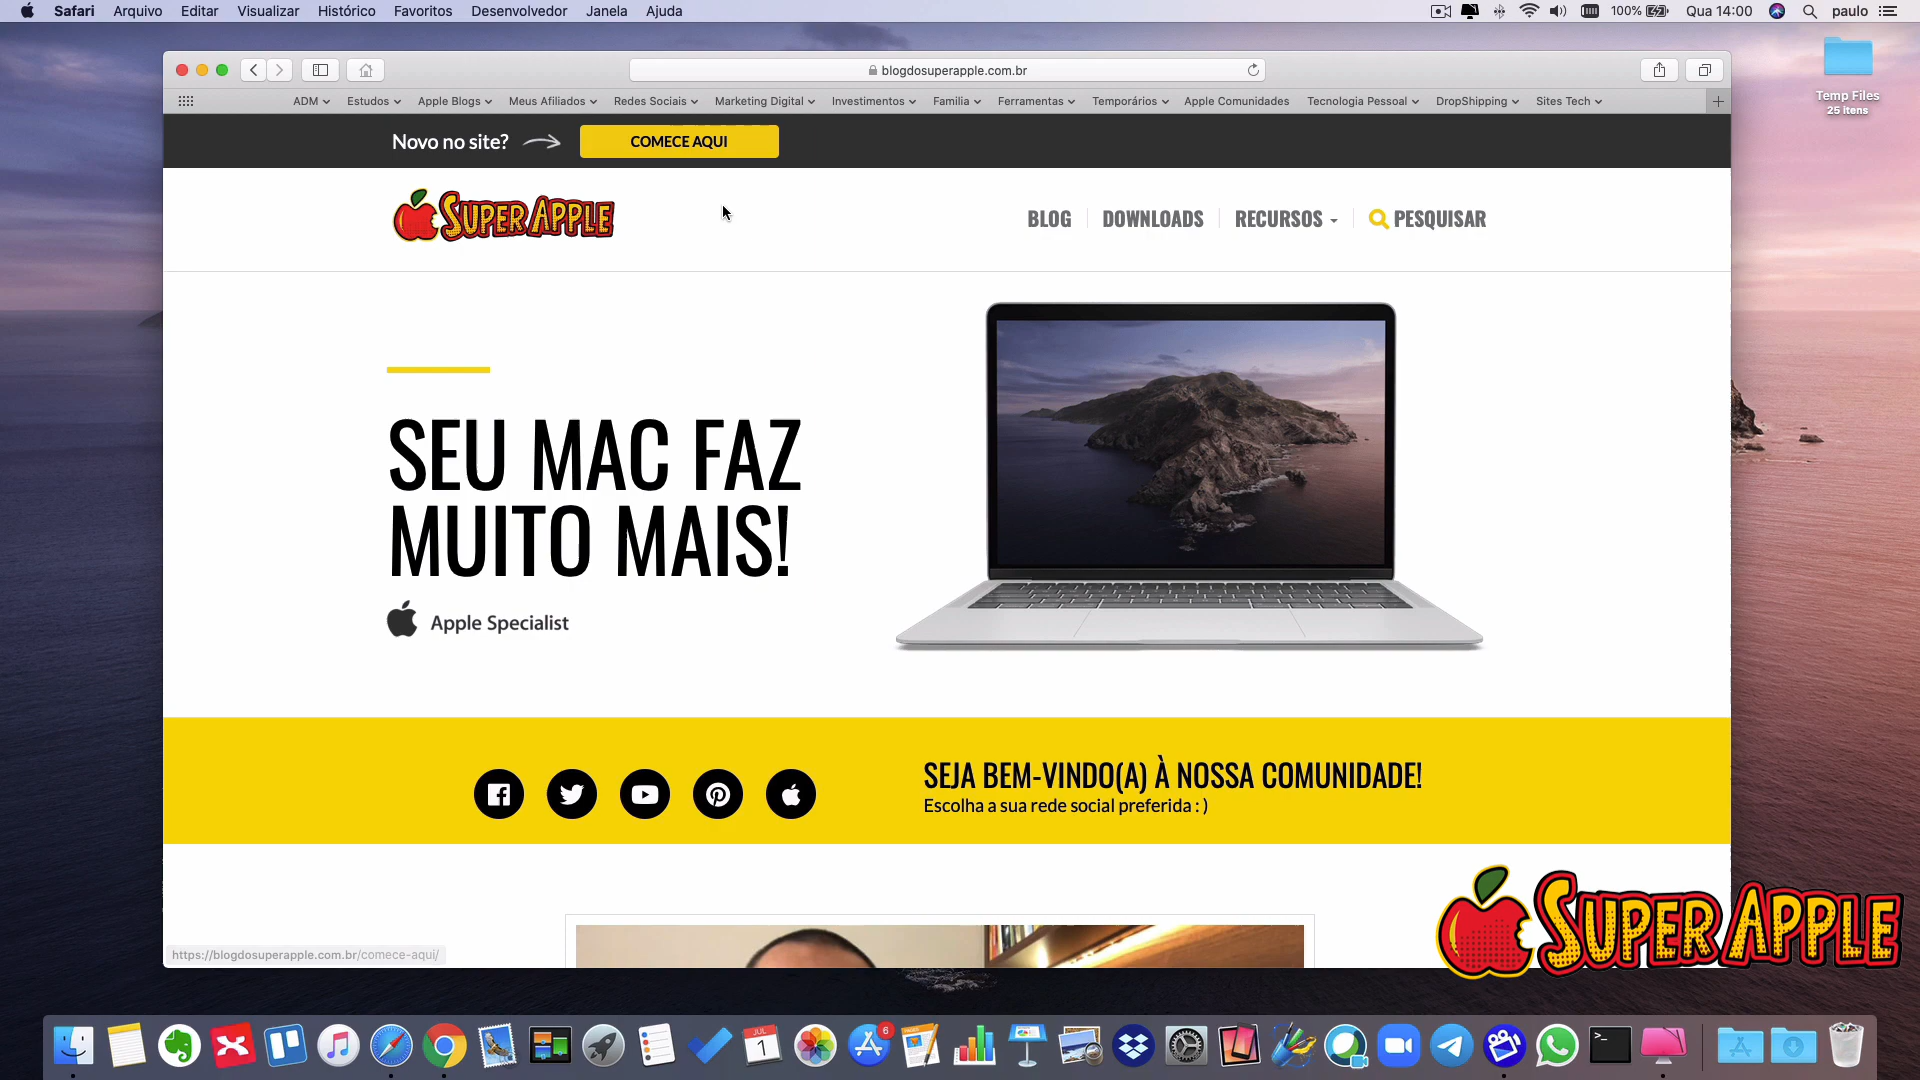 Safari Arquivo Editar Visualizar Histórico Favoritos Desenvolvedor Janela Ajuda 100% Qua 14:00 paulo
Temp Files
25 itens
blogdosuperapple.com.br
ADM Estudos Apple Blogs Meus Afiliados Redes Sociais Marketing Digital Investimentos Familia Ferramentas Temporários Apple Comunidades Tecnologia Pessoal DropShipping Sites Tech
Novo no site? COMECE AQUI
SUPER APPLE
BLOG DOWNLOADS RECURSOS PESQUISAR
SEU MAC FAZ
MUITO MAIS!
Apple Specialist
SEJA BEM-VINDO(A) À NOSSA COMUNIDADE!
Escolha a sua rede social preferida : )
SUPER APPLE
https://blogdosuperapple.com.br/comece-aqui/
JUL
1
6